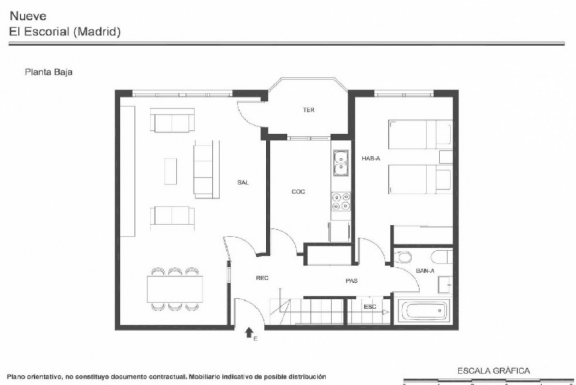 Nueve
El Escorial (Madrid)
Planta Baja
TER
HAB-A
SAL
COC
REC
PAS
BAN-A
ESC
E
Plano orientativo, no constituye documento contractual. Mobiliario indicativo de posible distribución
ESCALA GRÁFICA